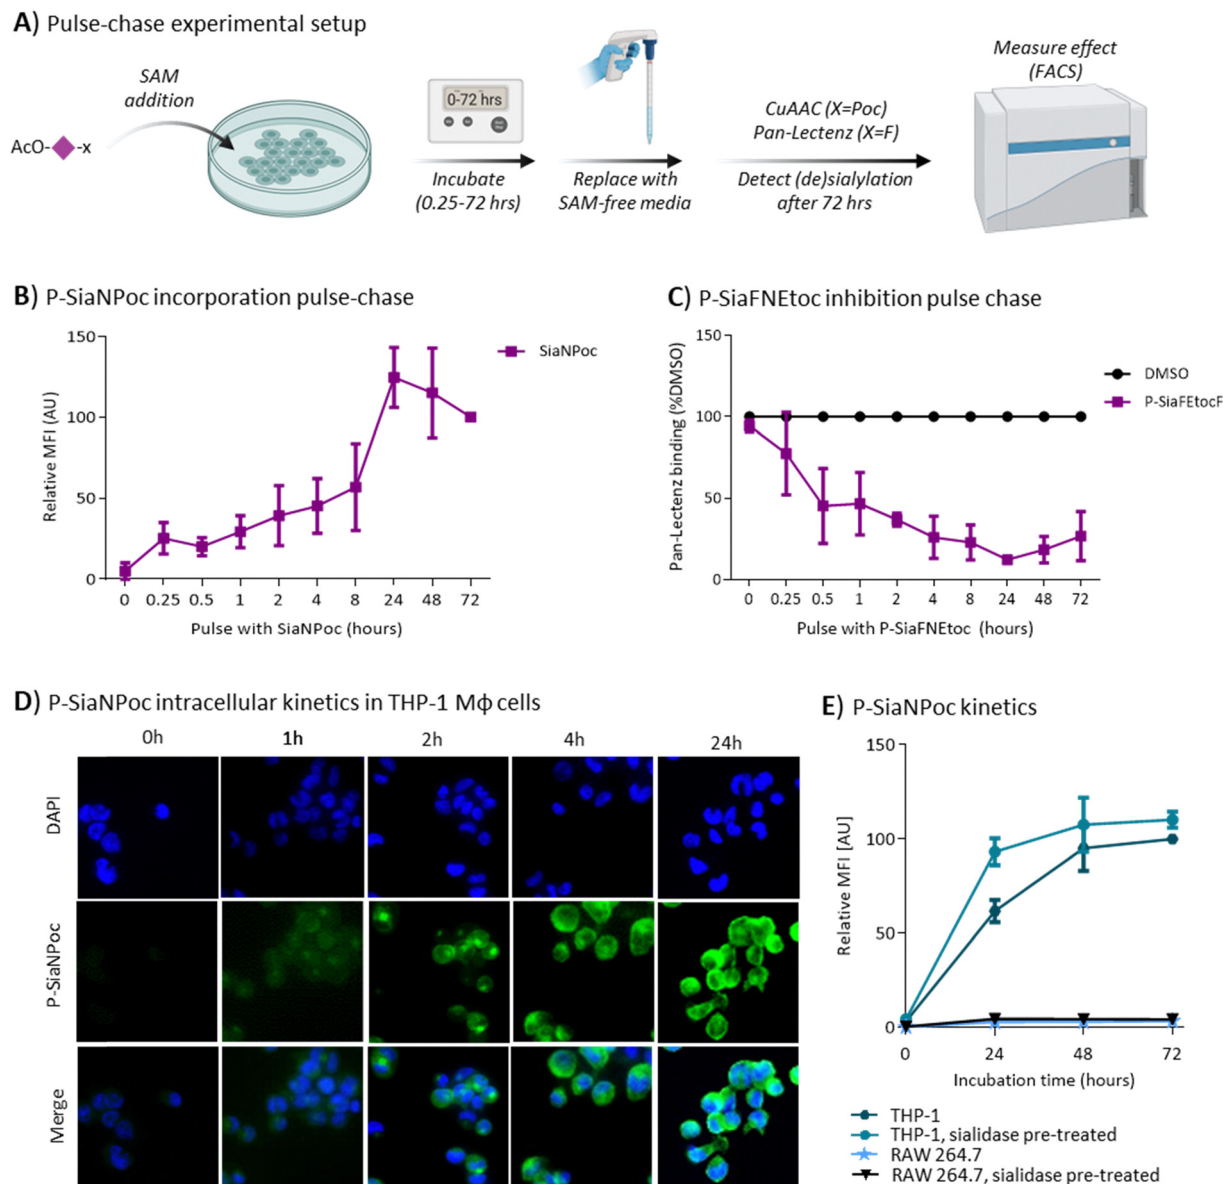 A) Pulse-chase experimental setup
SAM
addition
AcO-
-x
0-72 hrs
Incubate
(0.25-72 hrs)
Replace with
SAM-free media
CuAAC (X=Poc)
Pan-Lectenz (X=F)
Detect (de)sialylation
after 72 hrs
Measure effect
(FACS)
B) P-SiaNPoc incorporation pulse-chase
Relative MFI (AU)
150
100
50
0
0 0.25 0.5 1 2 4 8 24 48 72
Pulse with SiaNPoc (hours)
SiaNPoc
C) P-SiaFNEtoc inhibition pulse chase
Pan-Lectenz binding (%DMSO)
150
100
50
0
0 0.25 0.5 1 2 4 8 24 48 72
Pulse with P-SiaFNEtoc (hours)
DMSO
P-SiaFEtocF
D) P-SiaNPoc intracellular kinetics in THP-1 Mϕ cells
0h 1h 2h 4h 24h
DAPI
P-SiaNPoc
Merge
E) P-SiaNPoc kinetics
Relative MFI [AU]
150
100
50
0
0 24 48 72
Incubation time (hours)
THP-1
THP-1, sialidase pre-treated
RAW 264.7
RAW 264.7, sialidase pre-treated